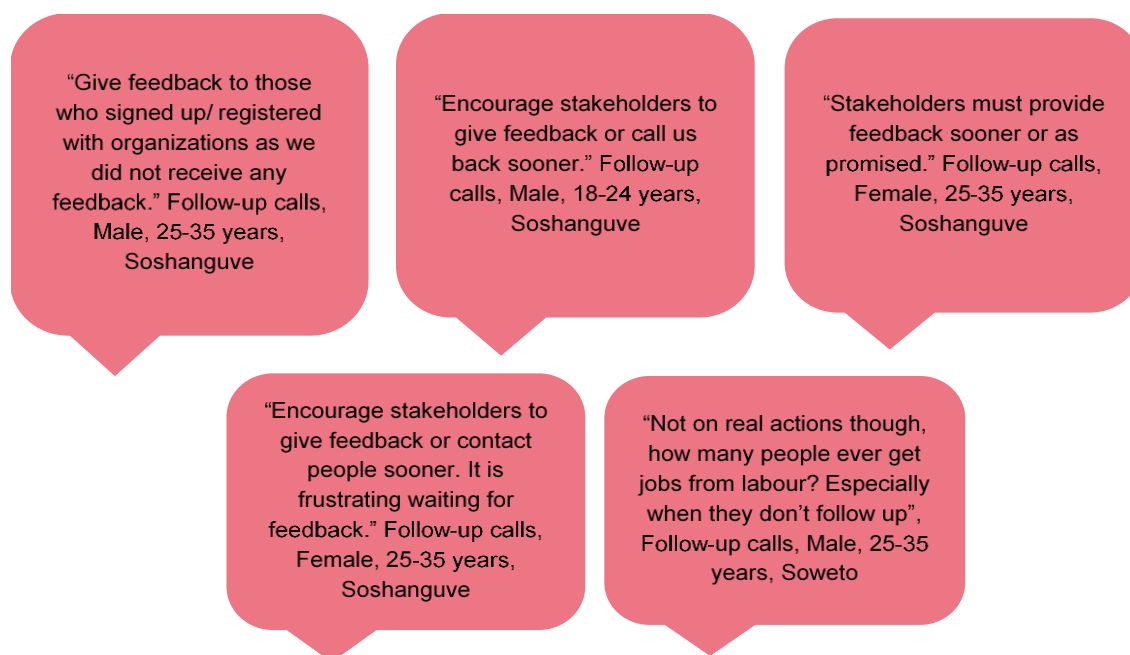 “Give feedback to those
who signed up/ registered
with organizations as we
did not receive any
feedback.” Follow-up calls,
Male, 25-35 years,
Soshanguve
“Encourage stakeholders to
give feedback or call us
back sooner.” Follow-up
calls, Male, 18-24 years,
Soshanguve
“Stakeholders must provide
feedback sooner or as
promised.” Follow-up calls,
Female, 25-35 years,
Soshanguve
“Encourage stakeholders to
give feedback or contact
people sooner. It is
frustrating waiting for
feedback.” Follow-up calls,
Female, 25-35 years,
Soshanguve
“Not on real actions though,
how many people ever get
jobs from labour? Especially
when they don’t follow up”,
Follow-up calls, Male, 25-35
years, Soweto